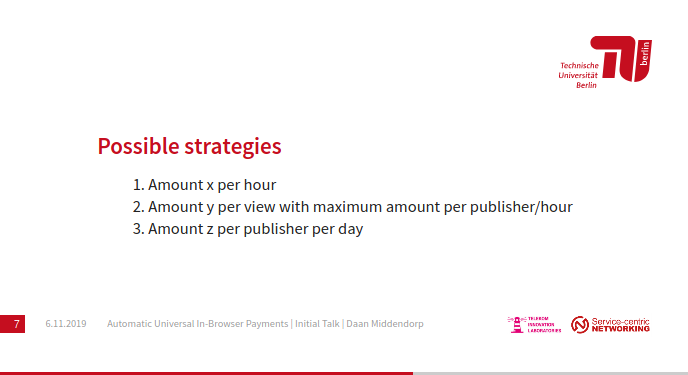 Technische
Universität
Berlin
berlin
Possible strategies
1. Amount x per hour
2. Amount y per view with maximum amount per publisher/hour
3. Amount z per publisher per day
7
6.11.2019
Automatic Universal In-Browser Payments | Initial Talk | Daan Middendorp
TELEKOM
INNOVATION
LABORATORIES
Service-centric
NETWORKING